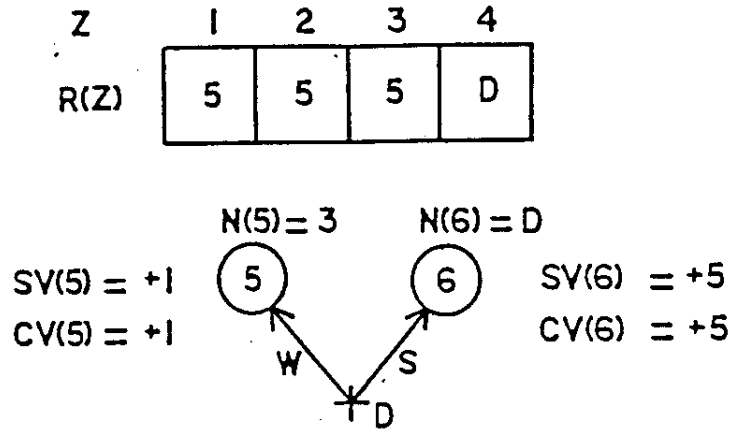 Z 1 2 3 4
R(Z) 5 5 5 D
N(5) = 3 N(6) = D
SV(5) = +1 5 6 SV(6) = +5
CV(5) = +1 CV(6) = +5
W S
D